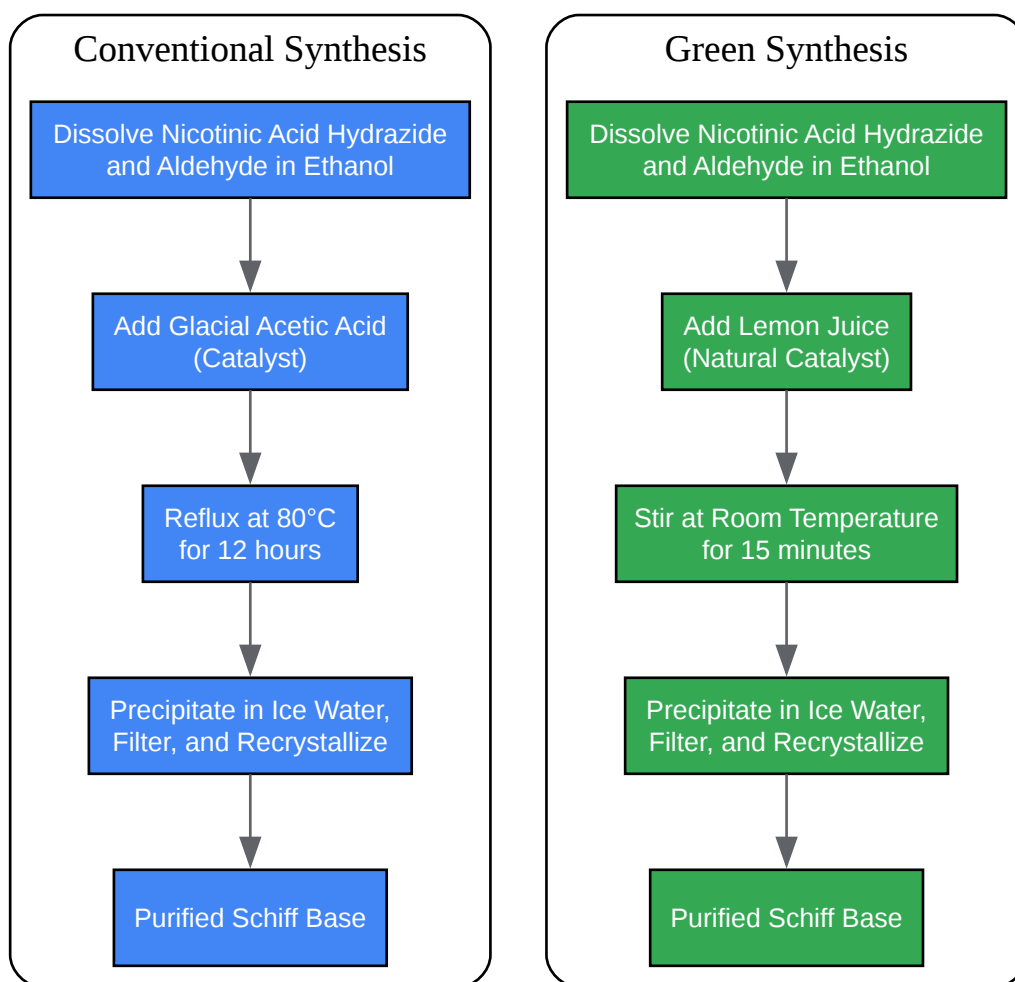 Conventional Synthesis
Dissolve Nicotinic Acid Hydrazide
and Aldehyde in Ethanol
Add Glacial Acetic Acid
(Catalyst)
Reflux at 80°C
for 12 hours
Precipitate in Ice Water,
Filter, and Recrystallize
Purified Schiff Base
Green Synthesis
Dissolve Nicotinic Acid Hydrazide
and Aldehyde in Ethanol
Add Lemon Juice
(Natural Catalyst)
Stir at Room Temperature
for 15 minutes
Precipitate in Ice Water,
Filter, and Recrystallize
Purified Schiff Base